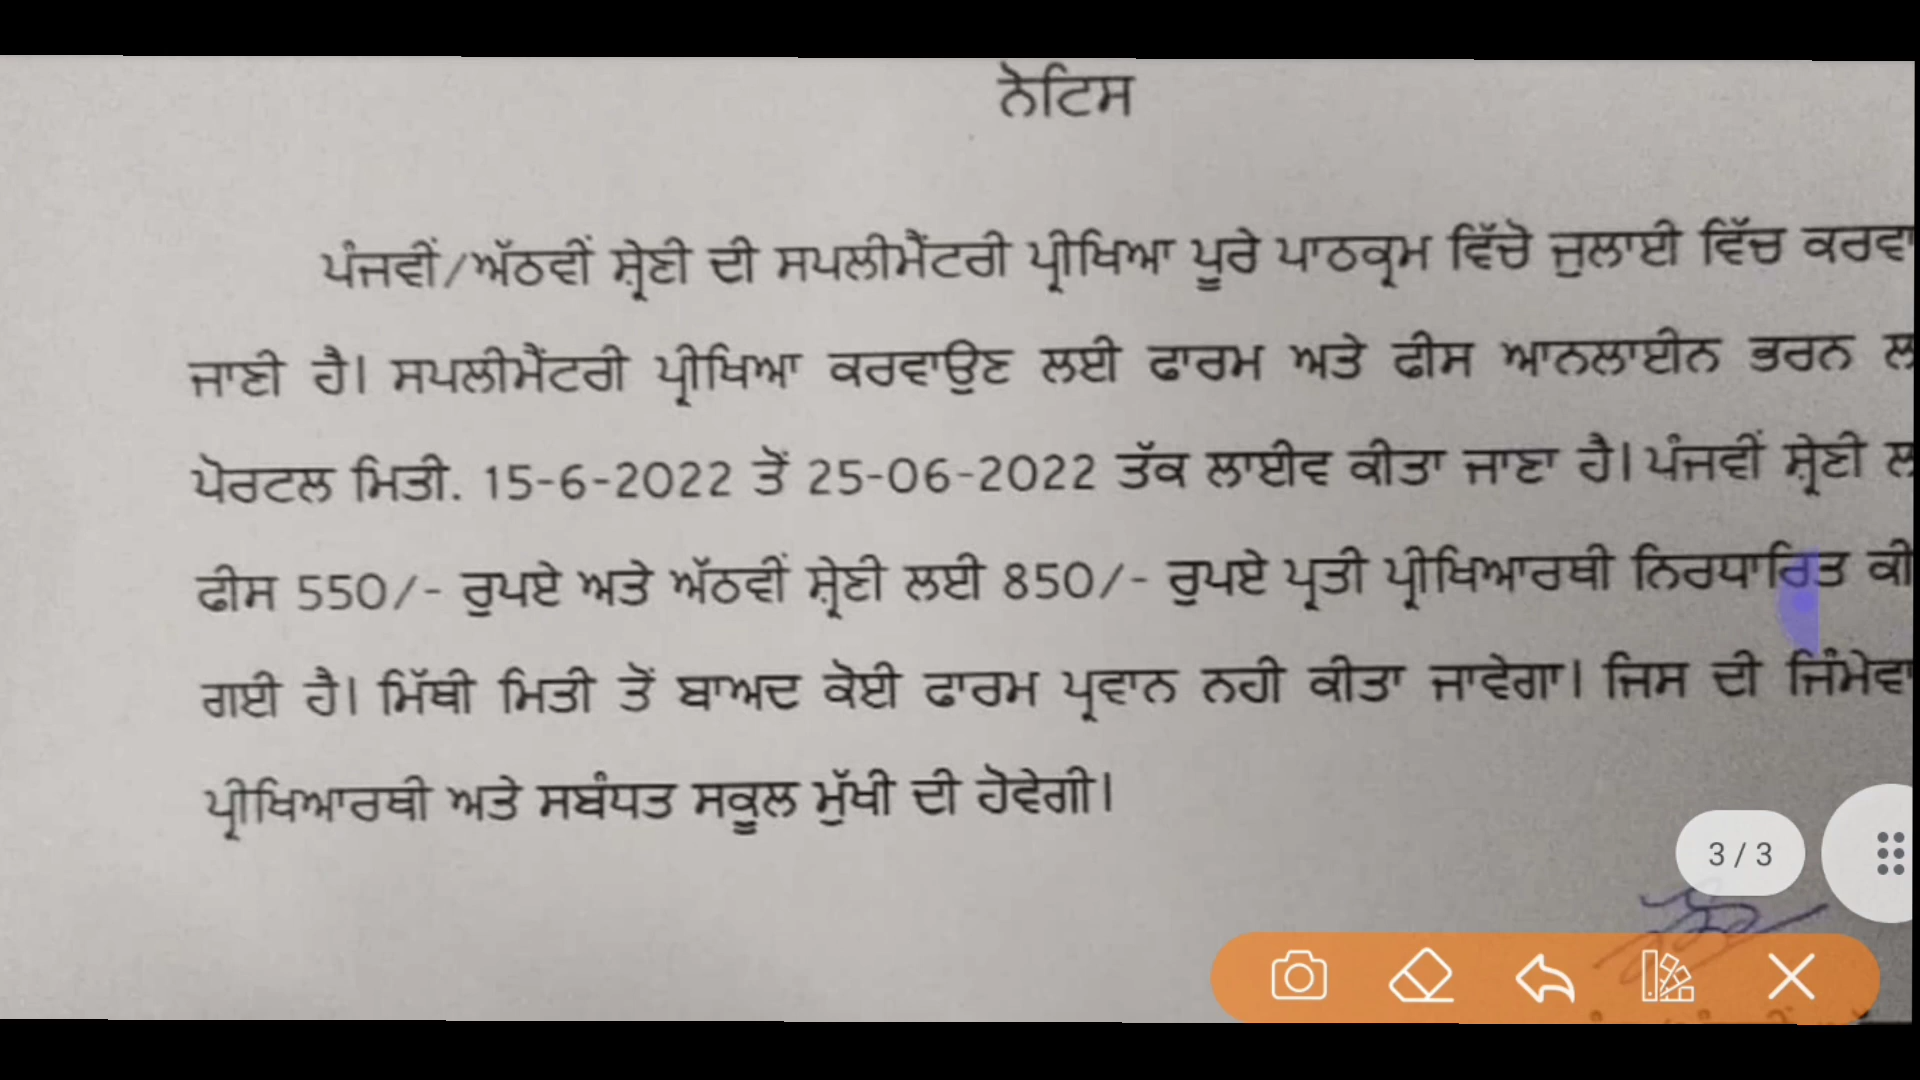 ਨੋਟਿਸ
ਪੰਜਵੀਂ/ਅੱਠਵੀਂ ਸ਼੍ਰੇਣੀ ਦੀ ਸਪਲੀਮੈਂਟਰੀ ਪ੍ਰੀਖਿਆ ਪੂਰੇ ਪਾਠਕ੍ਰਮ ਵਿੱਚੋ ਜੁਲਾਈ ਵਿੱਚ ਕਰਵਾ
ਜਾਣੀ ਹੈ। ਸਪਲੀਮੈਂਟਰੀ ਪ੍ਰੀਖਿਆ ਕਰਵਾਉਣ ਲਈ ਫਾਰਮ ਅਤੇ ਫੀਸ ਆਨਲਾਈਨ ਭਰਨ ਲ
ਪੋਰਟਲ ਮਿਤੀ. 15-6-2022 ਤੋਂ 25-06-2022 ਤੱਕ ਲਾਈਵ ਕੀਤਾ ਜਾਣਾ ਹੈ। ਪੰਜਵੀਂ ਸ਼੍ਰੇਣੀ ਲ
ਫੀਸ 550/- ਰੁਪਏ ਅਤੇ ਅੱਠਵੀਂ ਸ਼੍ਰੇਣੀ ਲਈ 850/- ਰੁਪਏ ਪ੍ਰਤੀ ਪ੍ਰੀਖਿਆਰਥੀ ਨਿਰਧਾਰਿਤ ਕੀ
ਗਈ ਹੈ। ਮਿੱਥੀ ਮਿਤੀ ਤੋਂ ਬਾਅਦ ਕੋਈ ਫਾਰਮ ਪ੍ਰਵਾਨ ਨਹੀ ਕੀਤਾ ਜਾਵੇਗਾ। ਜਿਸ ਦੀ ਜਿੰਮੇਵਾ
ਪ੍ਰੀਖਿਆਰਥੀ ਅਤੇ ਸਬੰਧਤ ਸਕੂਲ ਮੁੱਖੀ ਦੀ ਹੋਵੇਗੀ।
3 / 3